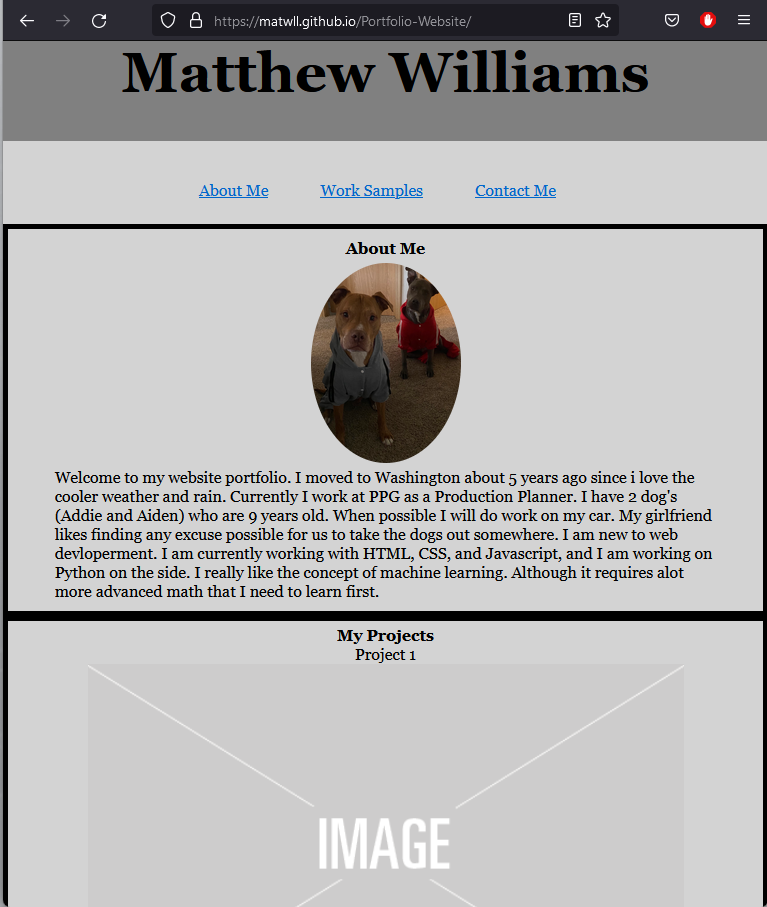 https://matwll.github.io/Portfolio-Website/
Matthew Williams
About Me Work Samples Contact Me
About Me
Welcome to my website portfolio. I moved to Washington about 5 years ago since i love the
cooler weather and rain. Currently I work at PPG as a Production Planner. I have 2 dog's
(Addie and Aiden) who are 9 years old. When possible I will do work on my car. My girlfriend
likes finding any excuse possible for us to take the dogs out somewhere. I am new to web
devloperment. I am currently working with HTML, CSS, and Javascript, and I am working on
Python on the side. I really like the concept of machine learning. Although it requires alot
more advanced math that I need to learn first.
My Projects
Project 1
IMAGE